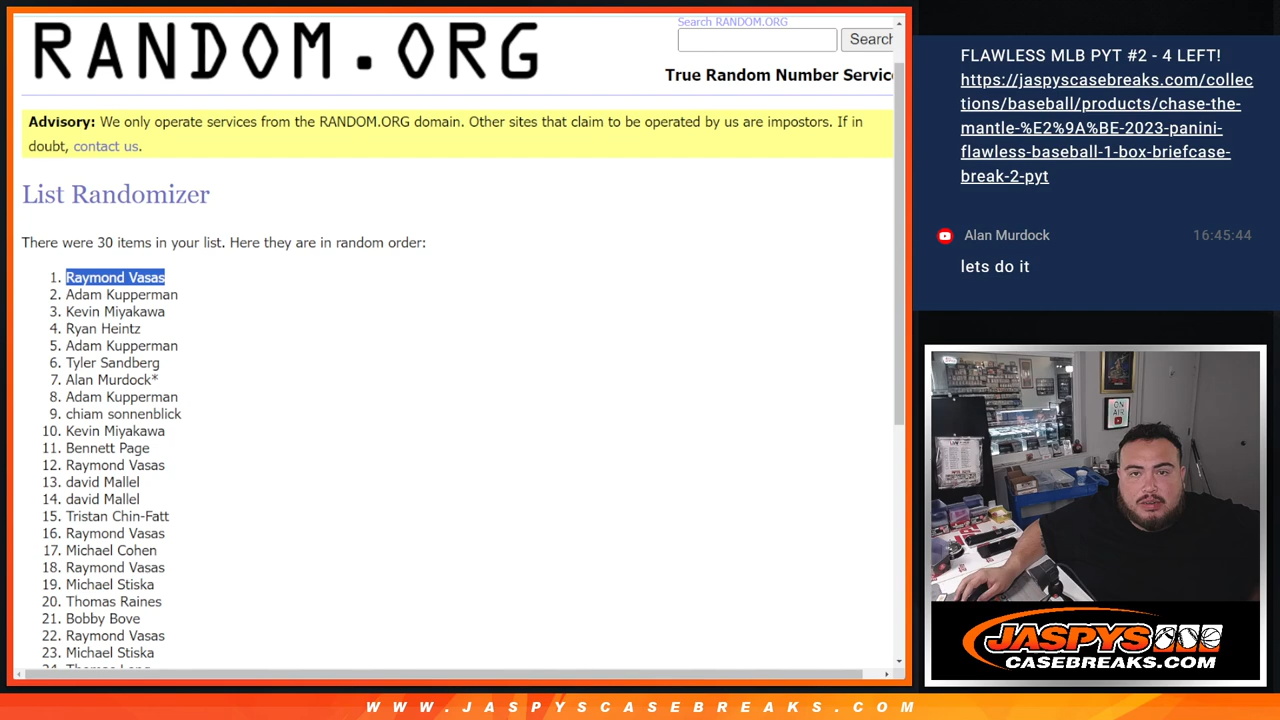 RANDOM.ORG
Search RANDOM.ORG
Search
True Random Number Servic
Advisory: We only operate services from the RANDOM.ORG domain. Other sites that claim to be operated by us are impostors. If in
doubt, contact us.
List Randomizer
There were 30 items in your list. Here they are in random order:
1. Raymond Vasas
2. Adam Kupperman
3. Kevin Miyakawa
4. Ryan Heintz
5. Adam Kupperman
6. Tyler Sandberg
7. Alan Murdock*
8. Adam Kupperman
9. chiam sonnenblick
10. Kevin Miyakawa
11. Bennett Page
12. Raymond Vasas
13. david Mallel
14. david Mallel
15. Tristan Chin-Fatt
16. Raymond Vasas
17. Michael Cohen
18. Raymond Vasas
19. Michael Stiska
20. Thomas Raines
21. Bobby Bove
22. Raymond Vasas
23. Michael Stiska
FLAWLESS MLB PYT #2 - 4 LEFT!
https://jaspyscasebreaks.com/collec
tions/baseball/products/chase-the-
mantle-%E2%9A%BE-2023-panini-
flawless-baseball-1-box-briefcase-
break-2-pyt
Alan Murdock 16:45:44
lets do it
ON
AIR
JASPYS
CASEBREAKS.COM
WWW.JASPYSCASEBREAKS.COM